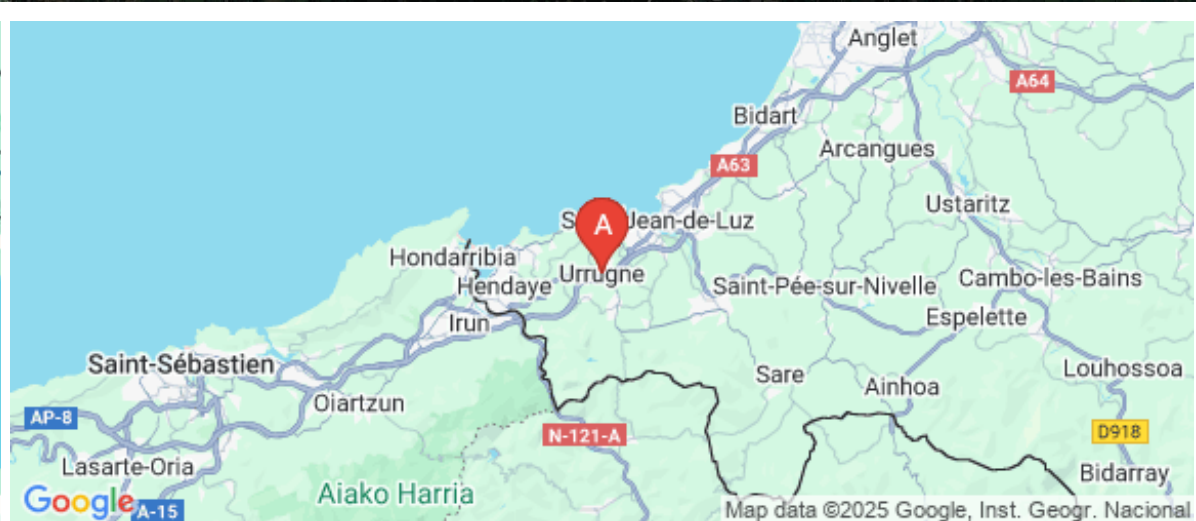 Anglet
A64
Bidart
Arcangues
A63
Ustaritz
Jean-de-Luz
A
Hondarribia
Urrugne
Hendaye
Saint-Pée-sur-Nivelle
Cambo-les-Bains
Espelette
Irun
Saint-Sébastien
Sare
Ainhoa
Louhossoa
Oiartzun
AP-8
N-121-A
D918
Lasarte-Oria
Bidarray
Aiako Harria
Google
A-15
Map data ©2025 Google, Inst. Geogr. Nacional